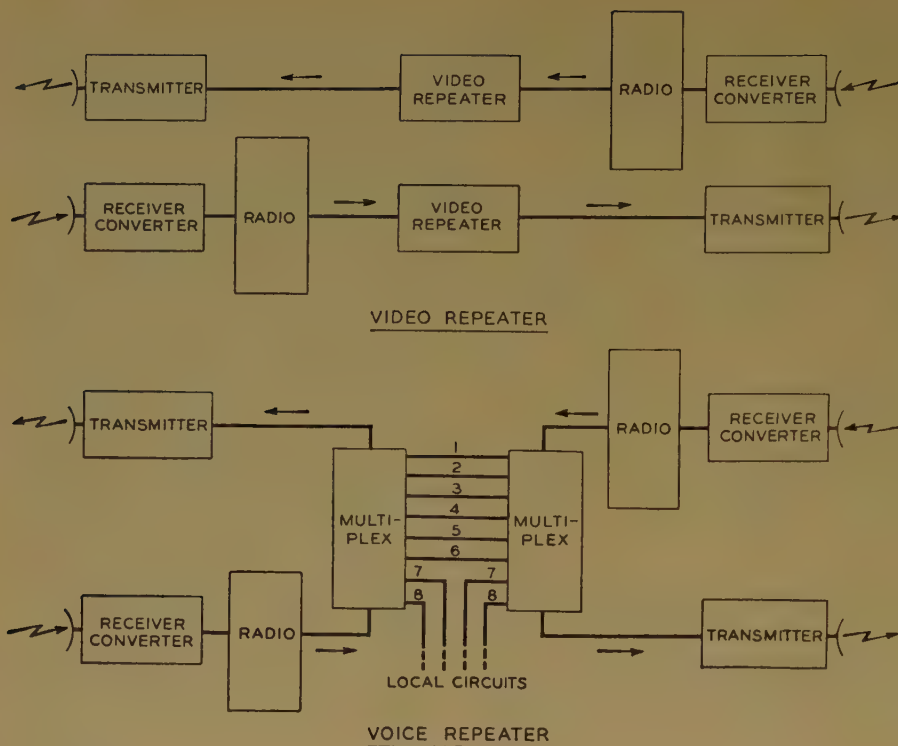 TRANSMITTER
VIDEO
REPEATER
RADIO
RECEIVER
CONVERTER
RECEIVER
CONVERTER
RADIO
VIDEO
REPEATER
TRANSMITTER
VIDEO REPEATER
TRANSMITTER
RADIO
RECEIVER
CONVERTER
MULTI-
PLEX
1
2
3
4
5
6
7
7
8
8
MULTI-
PLEX
RECEIVER
CONVERTER
RADIO
TRANSMITTER
LOCAL CIRCUITS
VOICE REPEATER